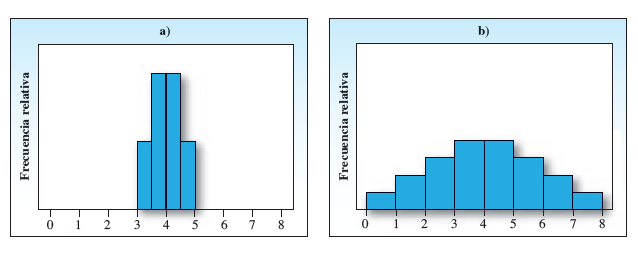 a)
Frecuencia relativa
0 1 2 3 4 5 6 7 8
b)
Frecuencia relativa
0 1 2 3 4 5 6 7 8